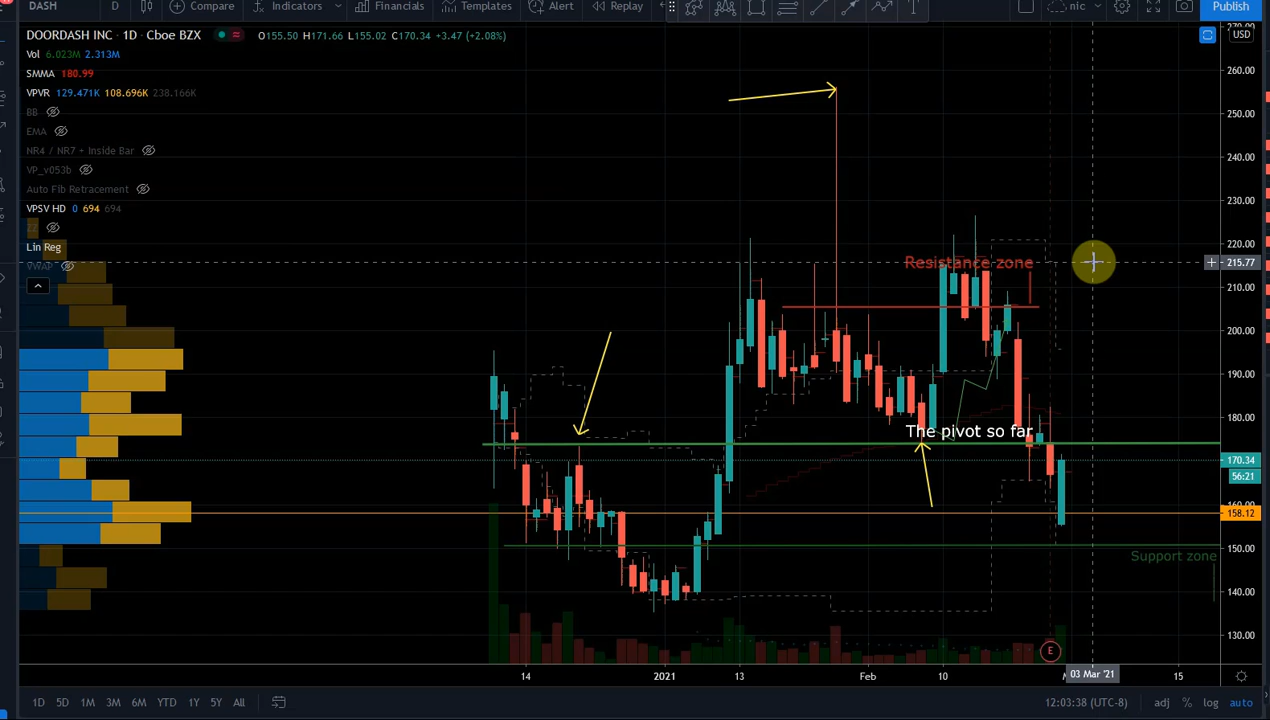 DASH D Compare Indicators Financials Templates Alert Replay nic Publish
DOORDASH INC · 1D · Cboe BZX O155.50 H171.66 L155.02 C170.34 +3.47 (+2.08%)
USD
Vol 6.023M 2.313M
SMMA 180.99
VPVR 129.471K 108.696K 238.166K
BB
EMA
NR4 / NR7 + Inside Bar
VP_v053b
Auto Fib Retracement
VPSV HD 0 694 694
ZZ
Lin Reg
VWAP
270.00
260.00
250.00
240.00
230.00
220.00
215.77
210.00
200.00
190.00
180.00
170.34
56:21
160.00
158.12
150.00
140.00
130.00
Resistance zone
The pivot so far
Support zone
E
14 2021 13 Feb 10 03 Mar '21 15
1D 5D 1M 3M 6M YTD 1Y 5Y All 12:03:38 (UTC-8) adj % log auto